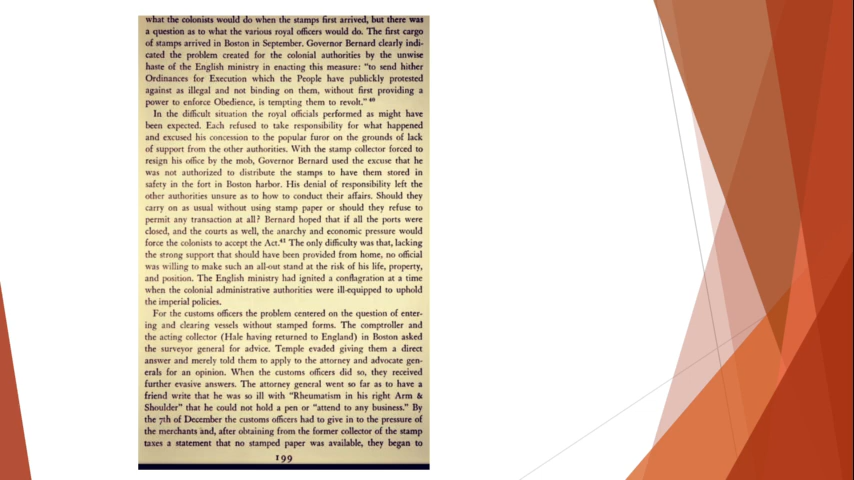 what the colonists would do when the stamps first arrived, but there was
a question as to what the various royal officers would do. The first cargo
of stamps arrived in Boston in September. Governor Bernard clearly indi-
cated the problem created for the colonial authorities by the unwise
haste of the English ministry in enacting this measure: "to send hither
Ordinances for Execution which the People have publickly protested
against as illegal and not binding on them, without first providing a
power to enforce Obedience, is tempting them to revolt." 40
In the difficult situation the royal officials performed as might have
been expected. Each refused to take responsibility for what happened
and excused his concession to the popular furor on the grounds of lack
of support from the other authorities. With the stamp collector forced to
resign his office by the mob, Governor Bernard used the excuse that he
was not authorized to distribute the stamps to have them stored in
safety in the fort in Boston harbor. His denial of responsibility left the
other authorities unsure as to how to conduct their affairs. Should they
carry on as usual without using stamp paper or should they refuse to
permit any transaction at all? Bernard hoped that if all the ports were
closed, and the courts as well, the anarchy and economic pressure would
force the colonists to accept the Act.41 The only difficulty was that, lacking
the strong support that should have been provided from home, no official
was willing to make such an all-out stand at the risk of his life, property,
and position. The English ministry had ignited a conflagration at a time
when the colonial administrative authorities were ill-equipped to uphold
the imperial policies.
For the customs officers the problem centered on the question of enter-
ing and clearing vessels without stamped forms. The comptroller and
the acting collector (Hale having returned to England) in Boston asked
the surveyor general for advice. Temple evaded giving them a direct
answer and merely told them to apply to the attorney and advocate gen-
erals for an opinion. When the customs officers did so, they received
further evasive answers. The attorney general went so far as to have a
friend write that he was so ill with "Rheumatism in his right Arm &
Shoulder" that he could not hold a pen or "attend to any business." By
the 7th of December the customs officers had to give in to the pressure of
the merchants and, after obtaining from the former collector of the stamp
taxes a statement that no stamped paper was available, they began to
199